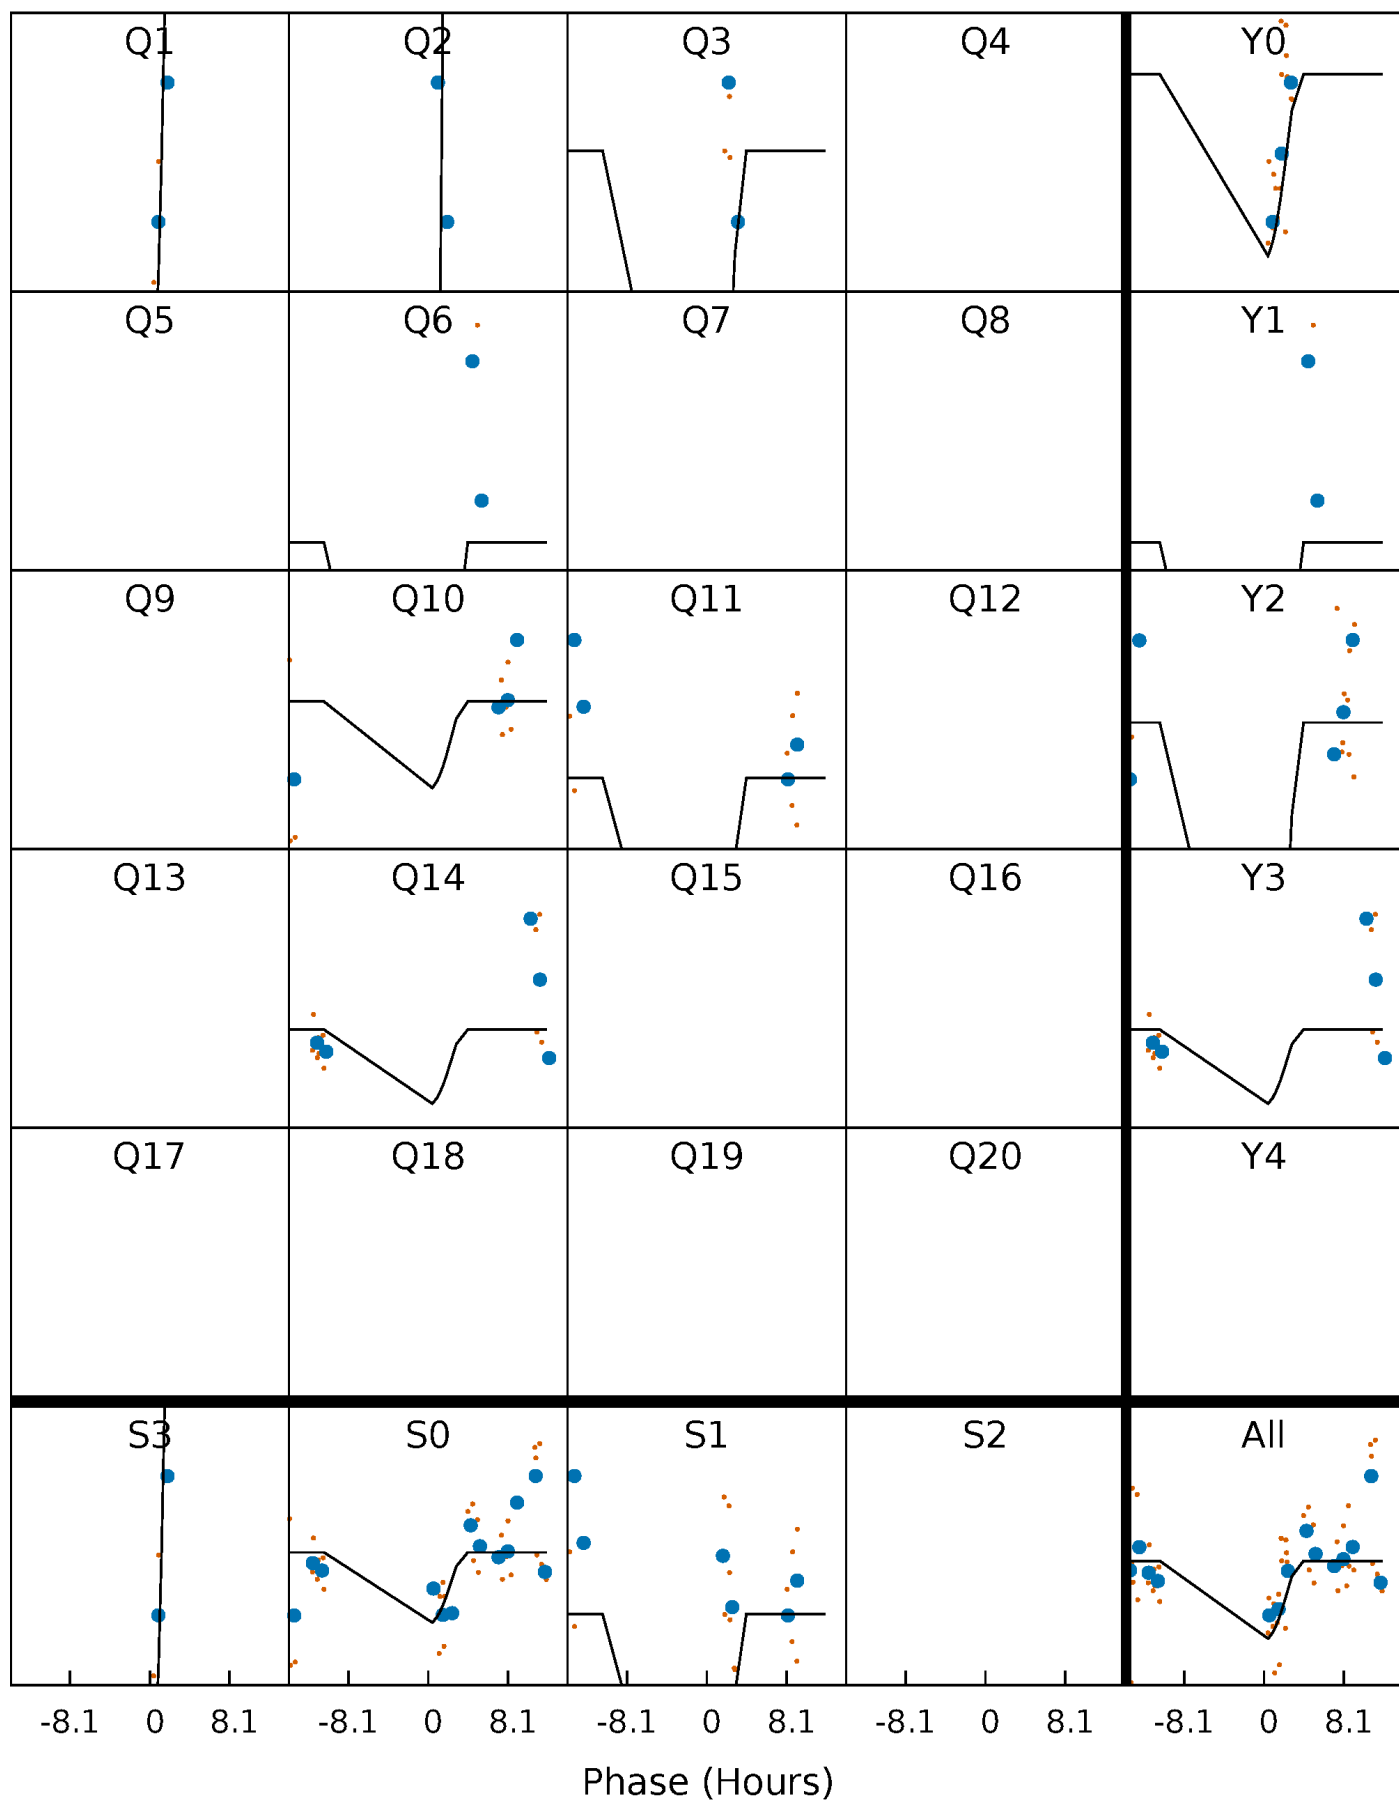 Q1 Q2 Q3 Q4 Y0
Q5 Q6 Q7 Q8 Y1
Q9 Q10 Q11 Q12 Y2
Q13 Q14 Q15 Q16 Y3
Q17 Q18 Q19 Q20 Y4
S3 S0 S1 S2 All
-8.1 0 8.1 -8.1 0 8.1 -8.1 0 8.1 -8.1 0 8.1 -8.1 0 8.1
Phase (Hours)